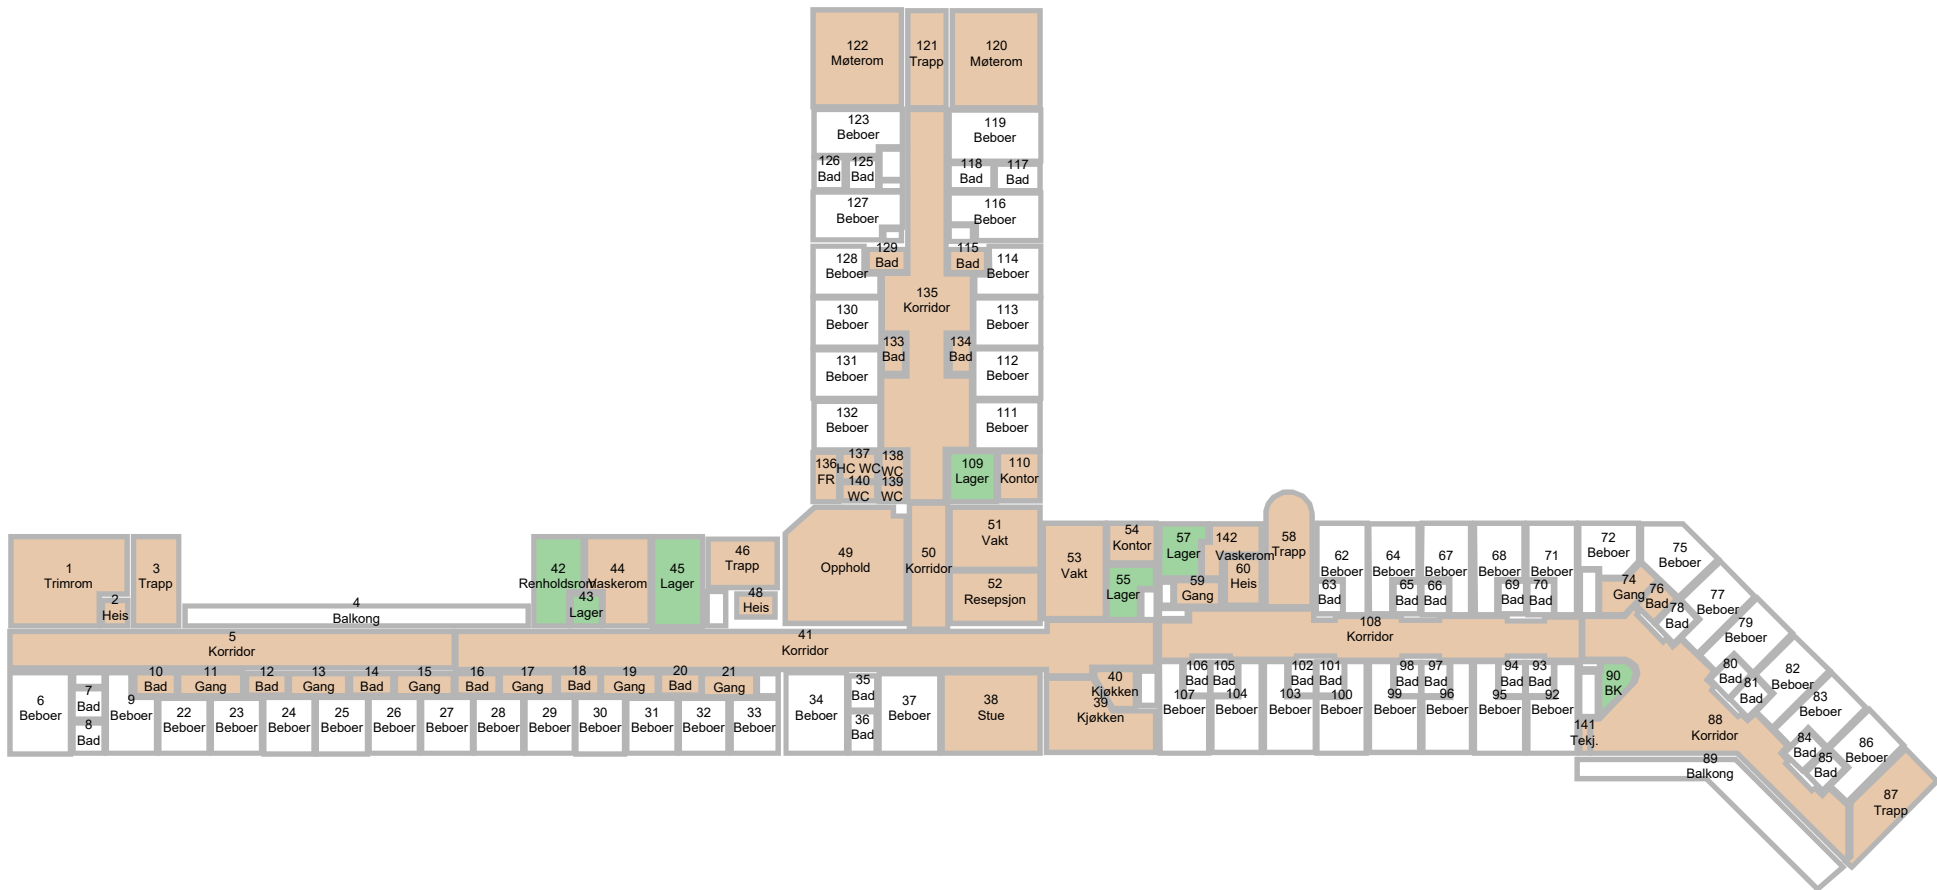 122
Møterom
121
Trapp
120
Møterom
123
Beboer
119
Beboer
126
Bad
125
Bad
118
Bad
117
Bad
127
Beboer
116
Beboer
128
Beboer
129
Bad
115
Bad
114
Beboer
135
Korridor
130
Beboer
113
Beboer
133
Bad
134
Bad
131
Beboer
112
Beboer
132
Beboer
111
Beboer
136
FR
137
HC WC
138
WC
140
WC
139
WC
109
Lager
110
Kontor
1
Trimrom
2
Heis
3
Trapp
4
Balkong
42
Renholdsrom
43
Lager
44
Vaskerom
45
Lager
46
Trapp
48
Heis
49
Opphold
50
Korridor
51
Vakt
52
Resepsjon
53
Vakt
54
Kontor
55
Lager
57
Lager
142
Vaskerom
59
Gang
60
Heis
58
Trapp
62
Beboer
63
Bad
64
Beboer
65
Bad
66
Bad
67
Beboer
68
Beboer
69
Bad
70
Bad
71
Beboer
72
Beboer
74
Gang
75
Beboer
76
Bad
77
Beboer
78
Bad
79
Beboer
80
Bad
81
Bad
82
Beboer
83
Beboer
84
Bad
85
Bad
86
Beboer
87
Trapp
88
Korridor
89
Balkong
90
BK
141
Tekj.
5
Korridor
41
Korridor
108
Korridor
6
Beboer
7
Bad
8
Bad
9
Beboer
10
Bad
11
Gang
12
Bad
13
Gang
14
Bad
15
Gang
16
Bad
17
Gang
18
Bad
19
Gang
20
Bad
21
Gang
22
Beboer
23
Beboer
24
Beboer
25
Beboer
26
Beboer
27
Beboer
28
Beboer
29
Beboer
30
Beboer
31
Beboer
32
Beboer
33
Beboer
34
Beboer
35
Bad
36
Bad
37
Beboer
38
Stue
40
Kjøkken
39
Kjøkken
106
Bad
105
Bad
107
Beboer
104
Beboer
102
Bad
101
Bad
103
Beboer
100
Beboer
98
Bad
97
Bad
99
Beboer
96
Beboer
94
Bad
93
Bad
95
Beboer
92
Beboer